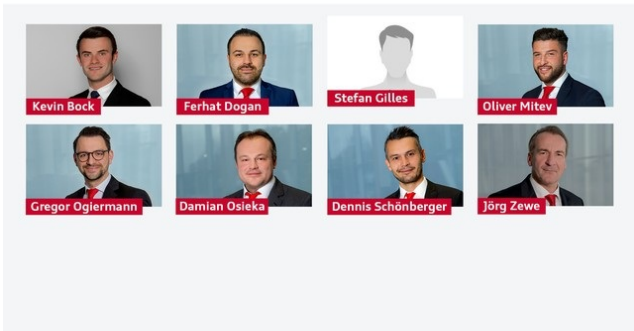 Kevin Bock
Ferhat Dogan
Stefan Gilles
Oliver Mitev
Gregor Ogiermann
Damian Osieka
Dennis Schönberger
Jörg Zewe